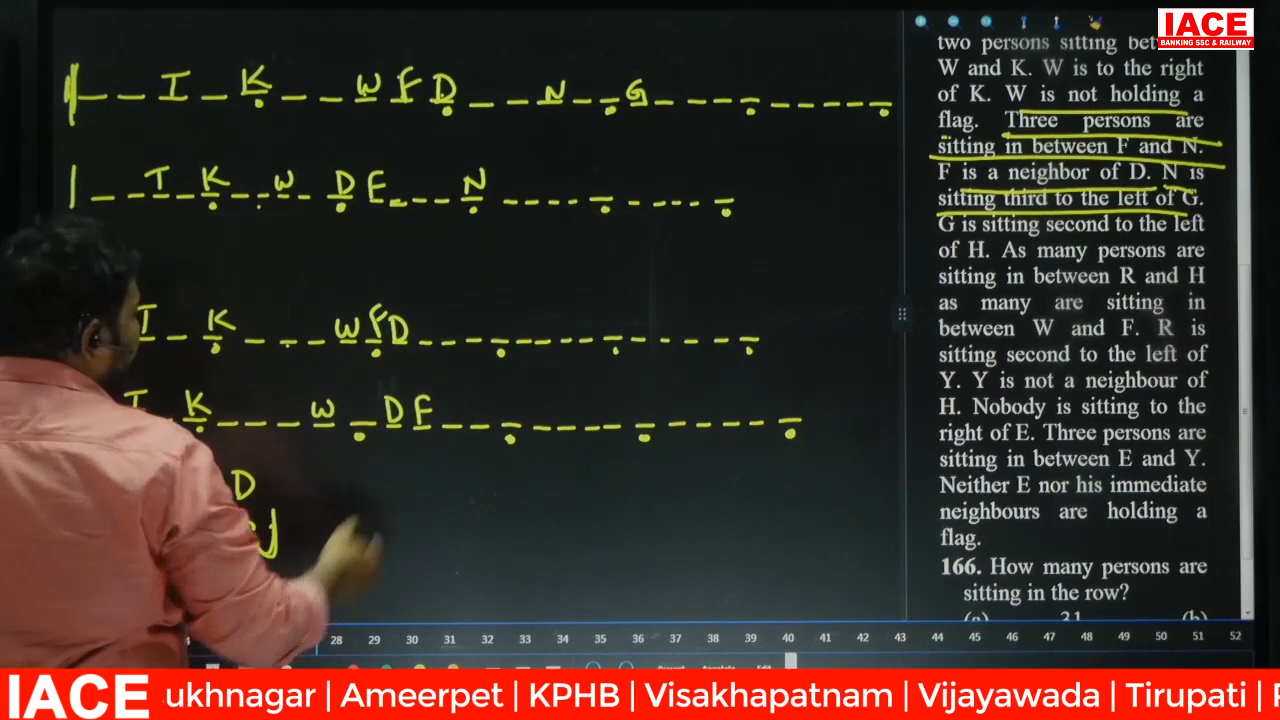 IACE
BANKING SSC & RAILWAY
two persons sitting
W and K. W is to the right
of K. W is not holding a
flag. Three persons are
sitting in between F and N.
F is a neighbor of D. N is
sitting third to the left of G.
G is sitting second to the left
of H. As many persons are
sitting in between R and H
as many are sitting in
between W and F. R is
sitting second to the left of
Y. Y is not a neighbour of
H. Nobody is sitting to the
right of E. Three persons are
sitting in between E and Y.
Neither E nor his immediate
neighbours are holding a
flag.
166. How many persons are
sitting in the row?
(a) 31 (b)
I K W F D N G
I K W D F N
I K W F D
I K W D F
D
28 29 30 31 32 33 34 35 36 37 38 39 40 41 42 43 44 45 46 47 48 49 50 51 52
IACE ukhnagar | Ameerpet | KPHB | Visakhapatnam | Vijayawada | Tirupati |